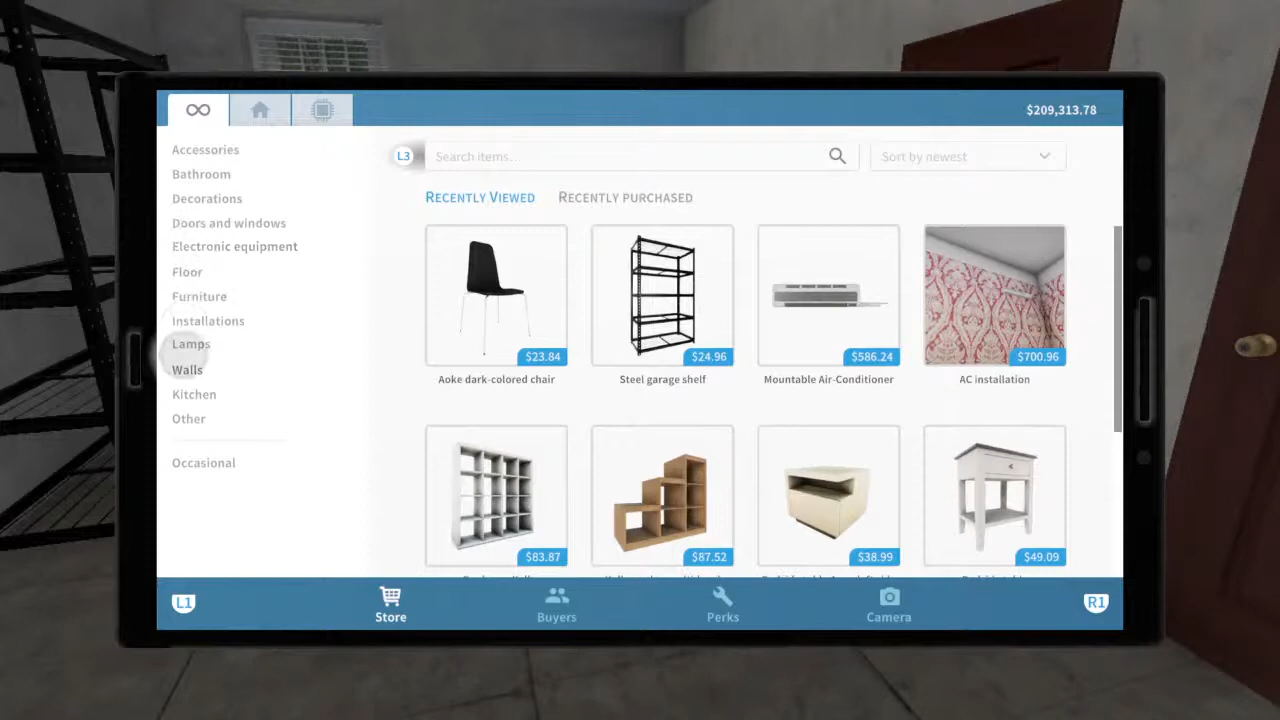 $209,313.78
Accessories
Bathroom
Decorations
Doors and windows
Electronic equipment
Floor
Furniture
Installations
Lamps
Walls
Kitchen
Other
Occasional
L3
Search items...
Sort by newest
RECENTLY VIEWED
RECENTLY PURCHASED
$23.84
Aoke dark-colored chair
$24.96
Steel garage shelf
$586.24
Mountable Air-Conditioner
$700.96
AC installation
$83.87
$87.52
$38.99
$49.09
L1
Store
Buyers
Perks
Camera
R1